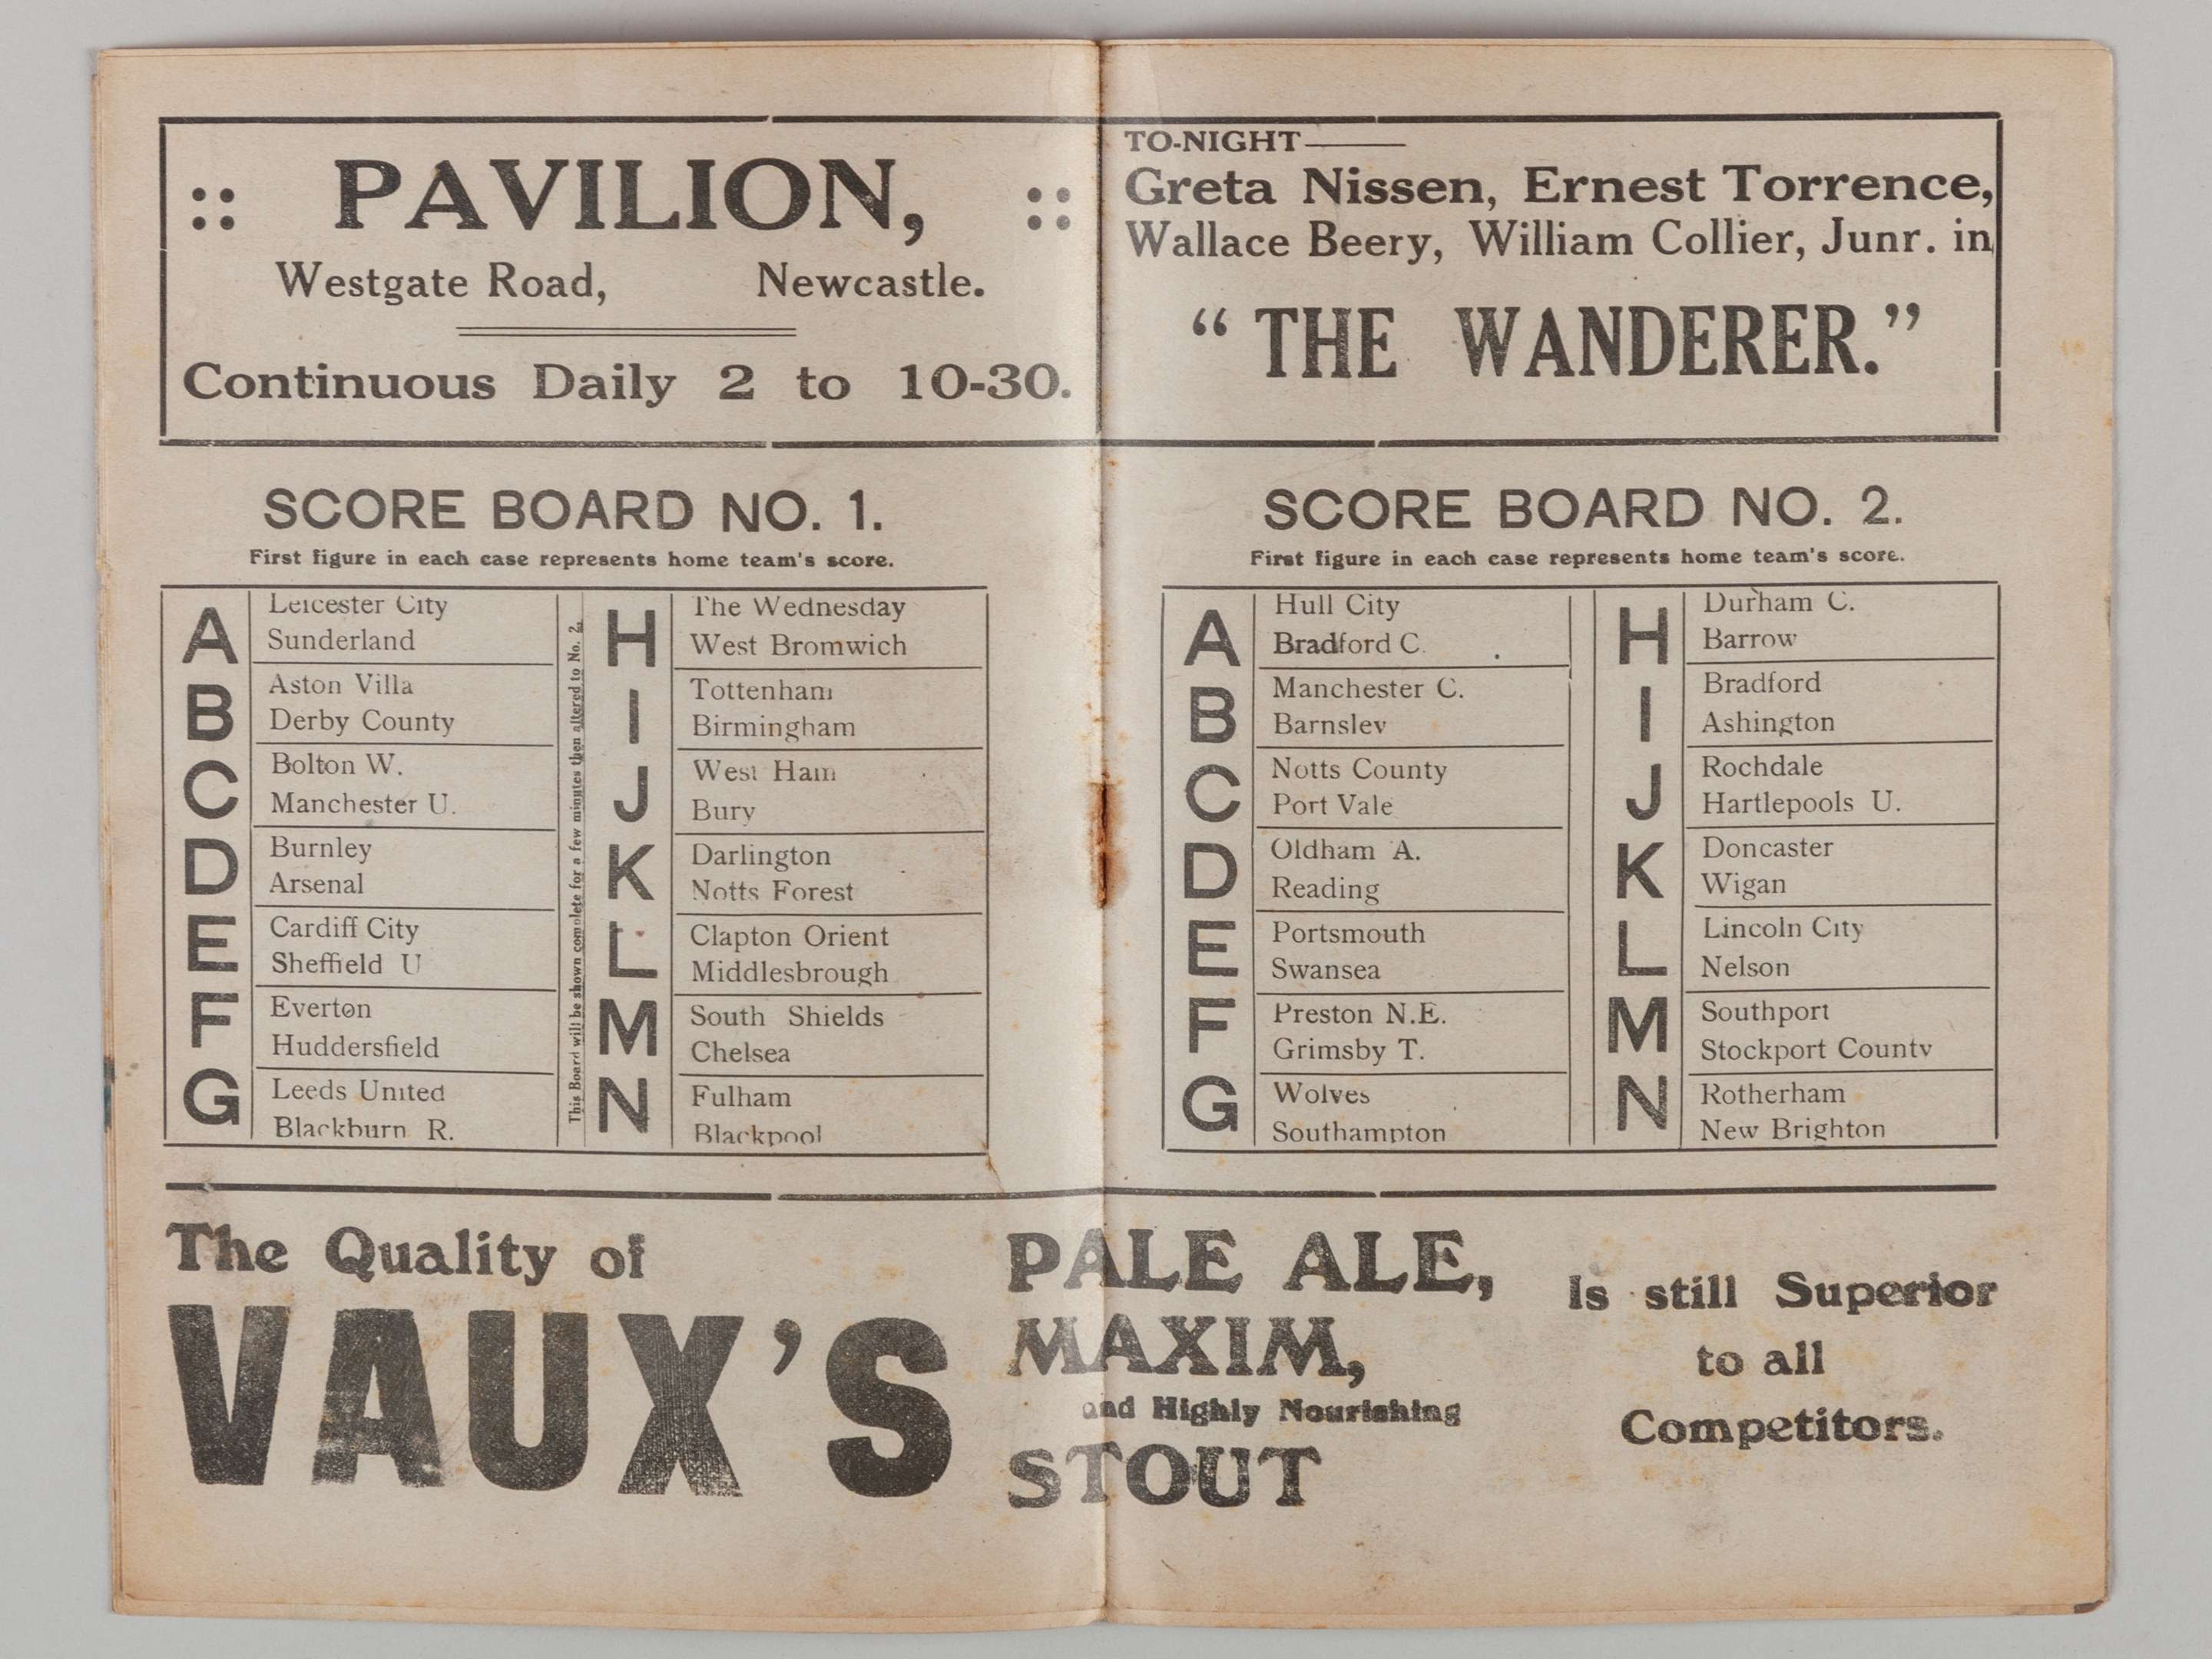 :: PAVILION, ::
Westgate Road, Newcastle.
Continuous Daily 2 to 10-30.
TO-NIGHT
Greta Nissen, Ernest Torrence,
Wallace Beery, William Collier, Junr. in
“THE WANDERER.”
SCORE BOARD NO. 1.
First figure in each case represents home team's score.
A
Leicester City
Sunderland
B
Aston Villa
Derby County
C
Bolton W.
Manchester U.
D
Burnley
Arsenal
E
Cardiff City
Sheffield U
F
Everton
Huddersfield
G
Leeds United
Blackburn R.
This Board will be shown complete for a few minutes then altered to No. 2.
H
The Wednesday
West Bromwich
I
Tottenham
Birmingham
J
West Ham
Bury
K
Darlington
Notts Forest
L
Clapton Orient
Middlesbrough
M
South Shields
Chelsea
N
Fulham
Blackpool
SCORE BOARD NO. 2.
First figure in each case represents home team's score.
A
Hull City
Bradford C.
B
Manchester C.
Barnsley
C
Notts County
Port Vale
D
Oldham A.
Reading
E
Portsmouth
Swansea
F
Preston N.E.
Grimsby T.
G
Wolves
Southampton
H
Durham C.
Barrow
I
Bradford
Ashington
J
Rochdale
Hartlepools U.
K
Doncaster
Wigan
L
Lincoln City
Nelson
M
Southport
Stockport County
N
Rotherham
New Brighton
The Quality of
VAUX'S
PALE ALE,
MAXIM,
and Highly Nourishing
STOUT
Is still Superior
to all
Competitors.